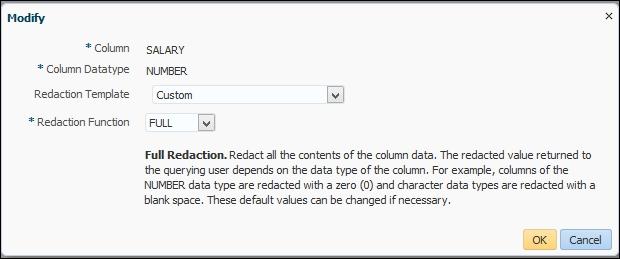 Modify
* Column SALARY
* Column Datatype NUMBER
Redaction Template Custom
* Redaction Function FULL
Full Redaction. Redact all the contents of the column data. The redacted value returned to
the querying user depends on the data type of the column. For example, columns of the
NUMBER data type are redacted with a zero (0) and character data types are redacted with a
blank space. These default values can be changed if necessary.
OK Cancel